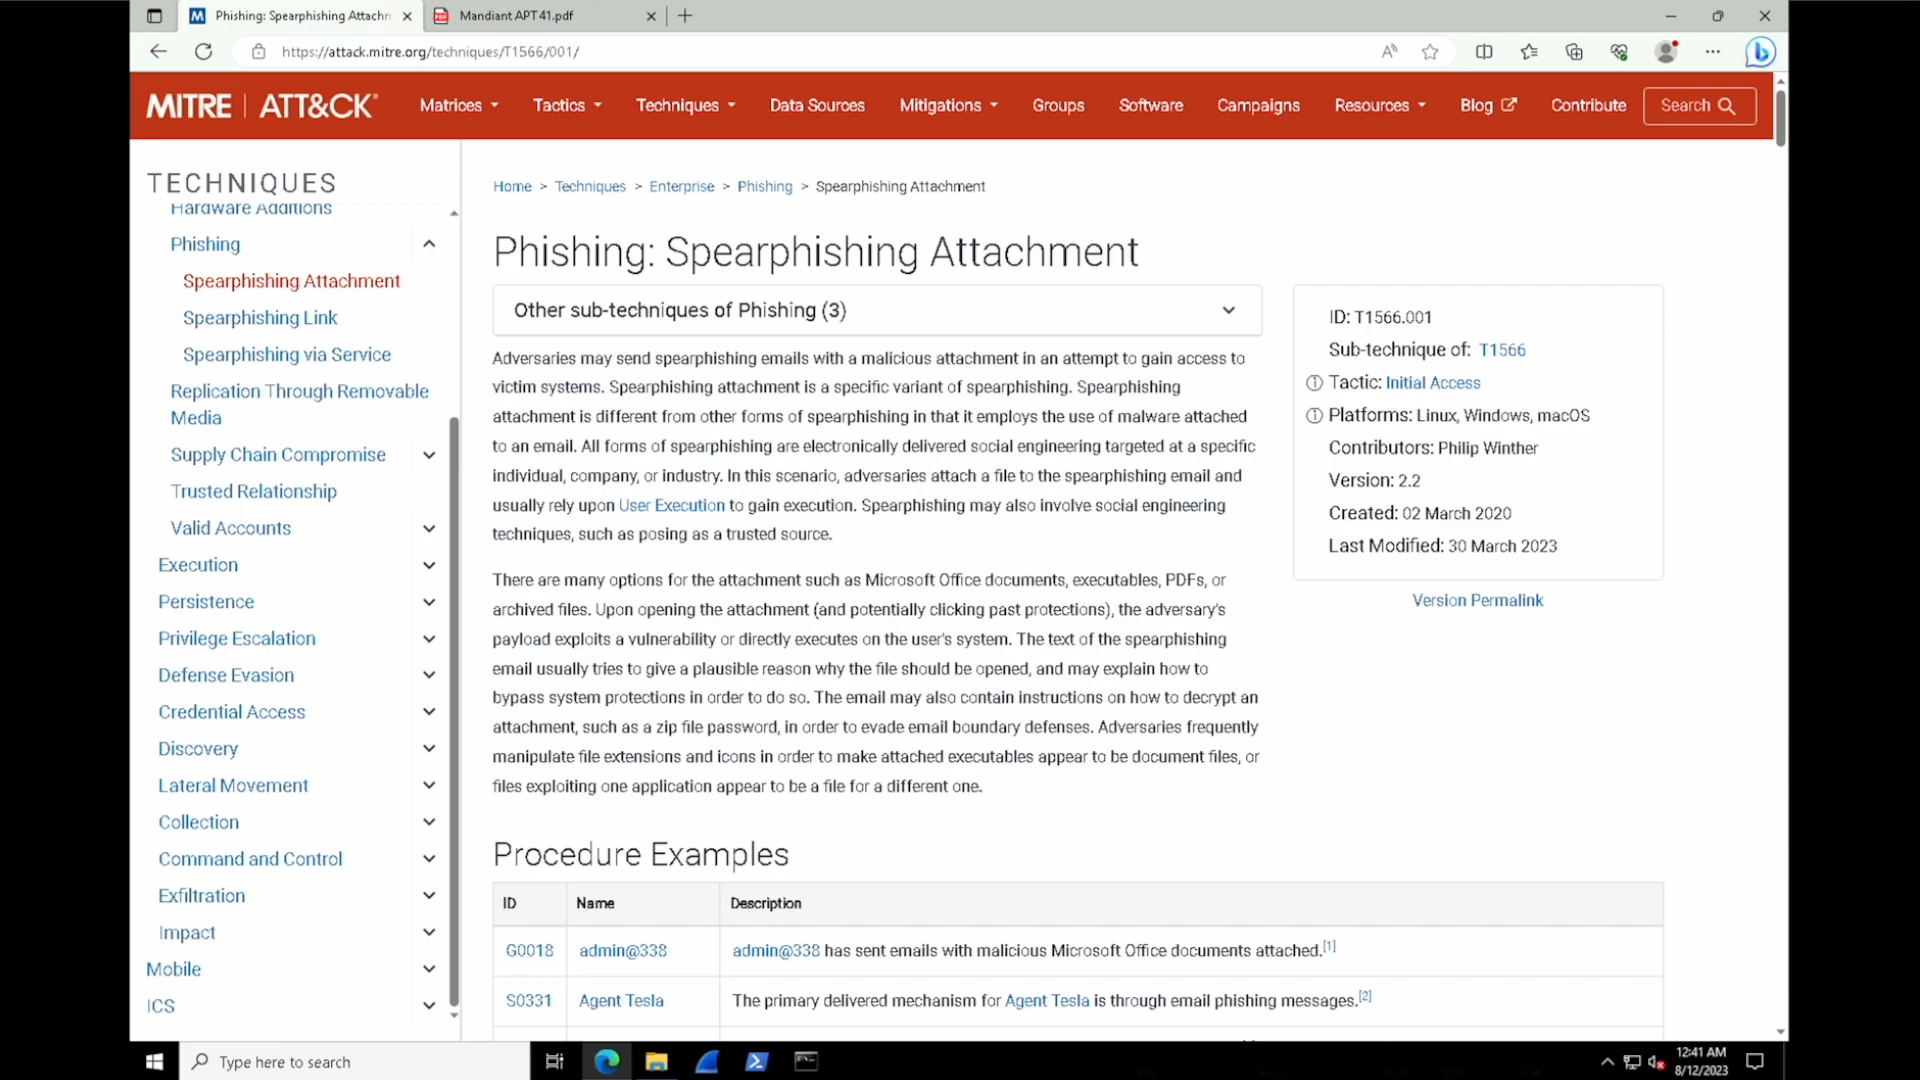 Phishing: Spearphishing Attachm
Mandiant APT41.pdf
https://attack.mitre.org/techniques/T1566/001/
MITRE | ATT&CK®
Matrices
Tactics
Techniques
Data Sources
Mitigations
Groups
Software
Campaigns
Resources
Blog
Contribute
Search
TECHNIQUES
Hardware Additions
Phishing
Spearphishing Attachment
Spearphishing Link
Spearphishing via Service
Replication Through Removable
Media
Supply Chain Compromise
Trusted Relationship
Valid Accounts
Execution
Persistence
Privilege Escalation
Defense Evasion
Credential Access
Discovery
Lateral Movement
Collection
Command and Control
Exfiltration
Impact
Mobile
ICS
Home > Techniques > Enterprise > Phishing > Spearphishing Attachment
Phishing: Spearphishing Attachment
Other sub-techniques of Phishing (3)
Adversaries may send spearphishing emails with a malicious attachment in an attempt to gain access to
victim systems. Spearphishing attachment is a specific variant of spearphishing. Spearphishing
attachment is different from other forms of spearphishing in that it employs the use of malware attached
to an email. All forms of spearphishing are electronically delivered social engineering targeted at a specific
individual, company, or industry. In this scenario, adversaries attach a file to the spearphishing email and
usually rely upon User Execution to gain execution. Spearphishing may also involve social engineering
techniques, such as posing as a trusted source.
There are many options for the attachment such as Microsoft Office documents, executables, PDFs, or
archived files. Upon opening the attachment (and potentially clicking past protections), the adversary's
payload exploits a vulnerability or directly executes on the user's system. The text of the spearphishing
email usually tries to give a plausible reason why the file should be opened, and may explain how to
bypass system protections in order to do so. The email may also contain instructions on how to decrypt an
attachment, such as a zip file password, in order to evade email boundary defenses. Adversaries frequently
manipulate file extensions and icons in order to make attached executables appear to be document files, or
files exploiting one application appear to be a file for a different one.
ID: T1566.001
Sub-technique of: T1566
Tactic: Initial Access
Platforms: Linux, Windows, macOS
Contributors: Philip Winther
Version: 2.2
Created: 02 March 2020
Last Modified: 30 March 2023
Version Permalink
Procedure Examples
ID Name Description
G0018 admin@338 admin@338 has sent emails with malicious Microsoft Office documents attached.[1]
S0331 Agent Tesla The primary delivered mechanism for Agent Tesla is through email phishing messages.[2]
Type here to search
12:41 AM
8/12/2023